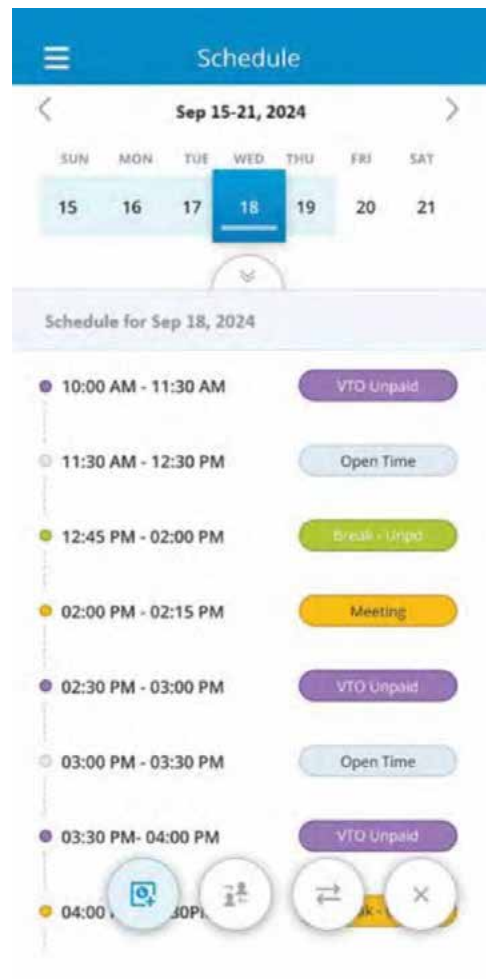 Schedule
Sep 15-21, 2024
SUN MON TUE WED THU FRI SAT
15 16 17 18 19 20 21
Schedule for Sep 18, 2024
10:00 AM - 11:30 AM VTO Unpaid
11:30 AM - 12:30 PM Open Time
12:45 PM - 02:00 PM Break - Unpd
02:00 PM - 02:15 PM Meeting
02:30 PM - 03:00 PM VTO Unpaid
03:00 PM - 03:30 PM Open Time
03:30 PM- 04:00 PM VTO Unpaid
04:00